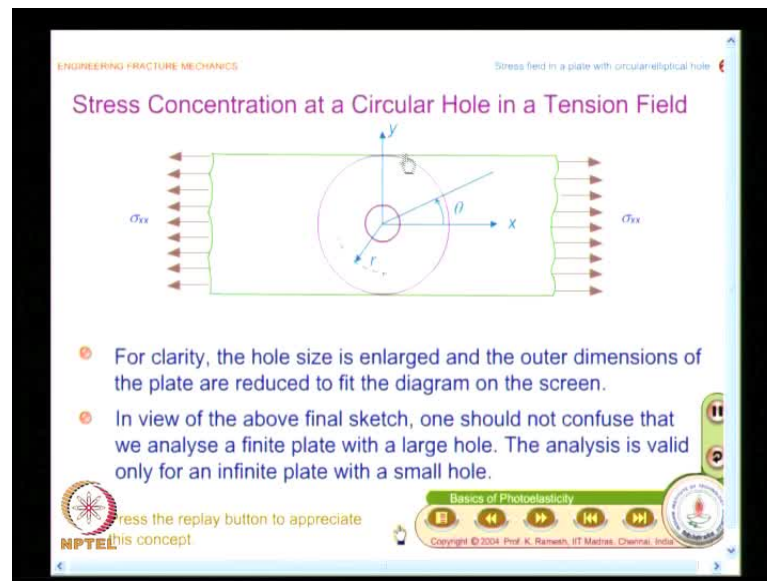 ENGINEERING FRACTURE MECHANICS
Stress field in a plate with circular/elliptical hole 6
Stress Concentration at a Circular Hole in a Tension Field
y
σxx
θ
x
σxx
r
For clarity, the hole size is enlarged and the outer dimensions of
the plate are reduced to fit the diagram on the screen.
In view of the above final sketch, one should not confuse that
we analyse a finite plate with a large hole. The analysis is valid
only for an infinite plate with a small hole.
Basics of Photoelasticity
ress the replay button to appreciate
this concept
NPTEL
Copyright © 2004 Prof. K. Ramesh, IIT Madras, Chennai, India